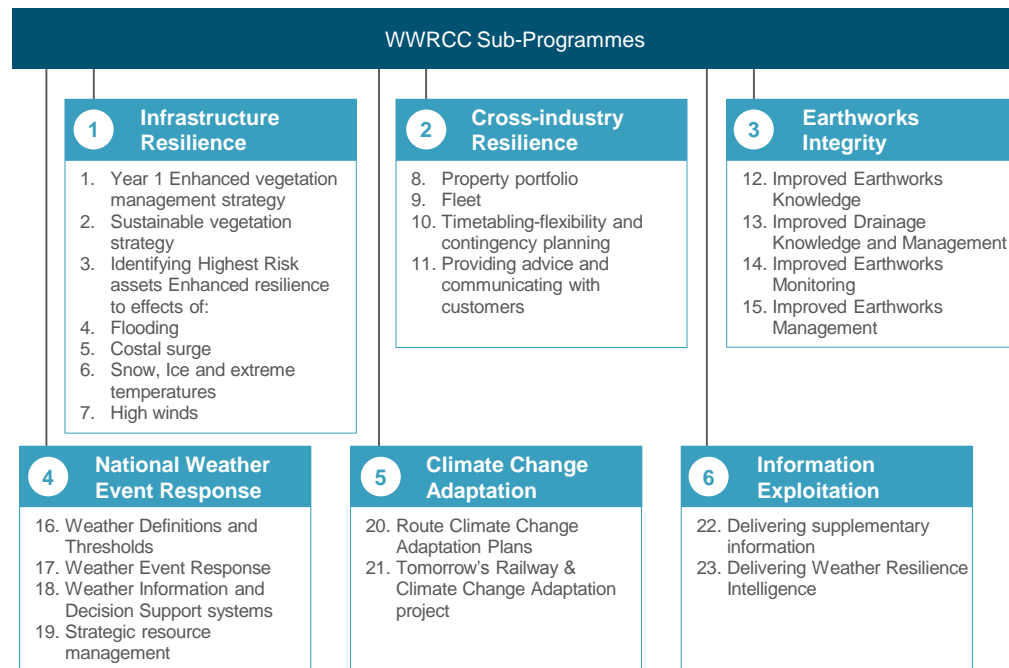 WWRCC Sub-Programmes
1
Infrastructure
Resilience
1. Year 1 Enhanced vegetation
management strategy
2. Sustainable vegetation
strategy
3. Identifying Highest Risk
assets Enhanced resilience
to effects of:
4. Flooding
5. Costal surge
6. Snow, Ice and extreme
temperatures
7. High winds
2
Cross-industry
Resilience
8. Property portfolio
9. Fleet
10. Timetabling-flexibility and
contingency planning
11. Providing advice and
communicating with
customers
3
Earthworks
Integrity
12. Improved Earthworks
Knowledge
13. Improved Drainage
Knowledge and Management
14. Improved Earthworks
Monitoring
15. Improved Earthworks
Management
4
National Weather
Event Response
16. Weather Definitions and
Thresholds
17. Weather Event Response
18. Weather Information and
Decision Support systems
19. Strategic resource
management
5
Climate Change
Adaptation
20. Route Climate Change
Adaptation Plans
21. Tomorrow's Railway &
Climate Change Adaptation
project
6
Information
Exploitation
22. Delivering supplementary
information
23. Delivering Weather Resilience
Intelligence